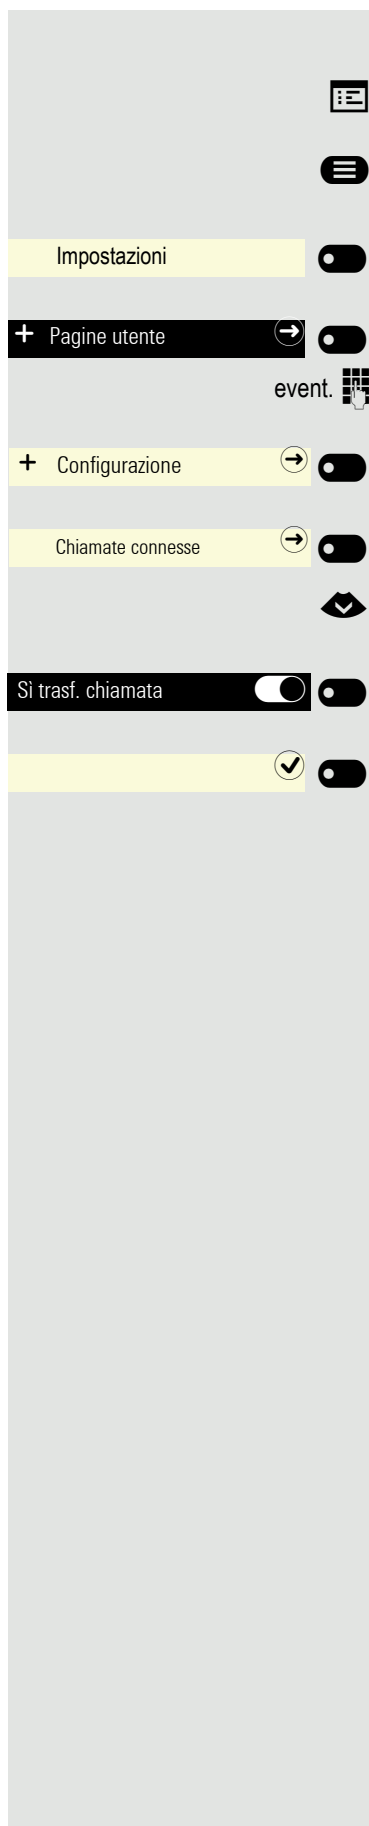 Impostazioni
+ Pagine utente
event.
+ Configurazione
Chiamate connesse
Sì trasf. chiamata